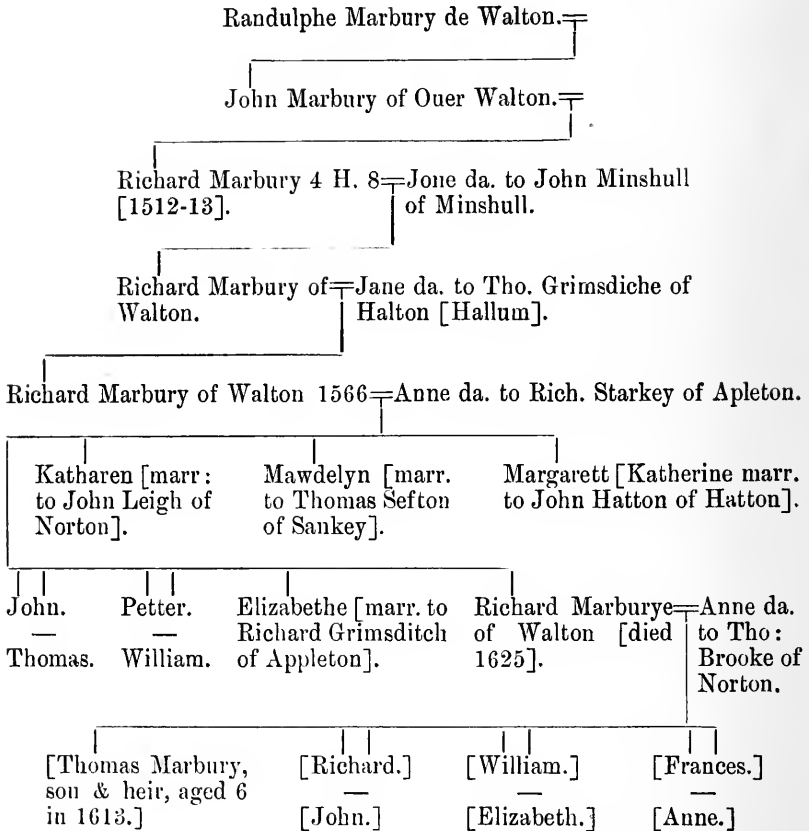 Randulphe Marbury de Walton.
John Marbury of Ouer Walton.
Richard Marbury 4 H. 8
[1512-13].
Jone da. to John Minshull
of Minshull.
Richard Marbury of
Walton.
Jane da. to Tho. Grimsdiche of
Halton [Hallum].
Richard Marbury of Walton 1566 Anne da. to Rich. Starkey of Apleton.
Katharen [marr:
to John Leigh of
Norton].
Mawdelyn [marr.
to Thomas Sefton
of Sankey].
Margarett [Katherine marr.
to John Hatton of Hatton].
John.
—
Thomas.
Petter.
—
William.
Elizabethe [marr. to
Richard Grimsditch
of Appleton].
Richard Marburye
of Walton [died
1625].
Anne da.
to Tho:
Brooke of
Norton.
[Thomas Marbury,
son & heir, aged 6
in 1613.]
[Richard.]
—
[John.]
[William.]
—
[Elizabeth.]
[Frances.]
—
[Anne.]